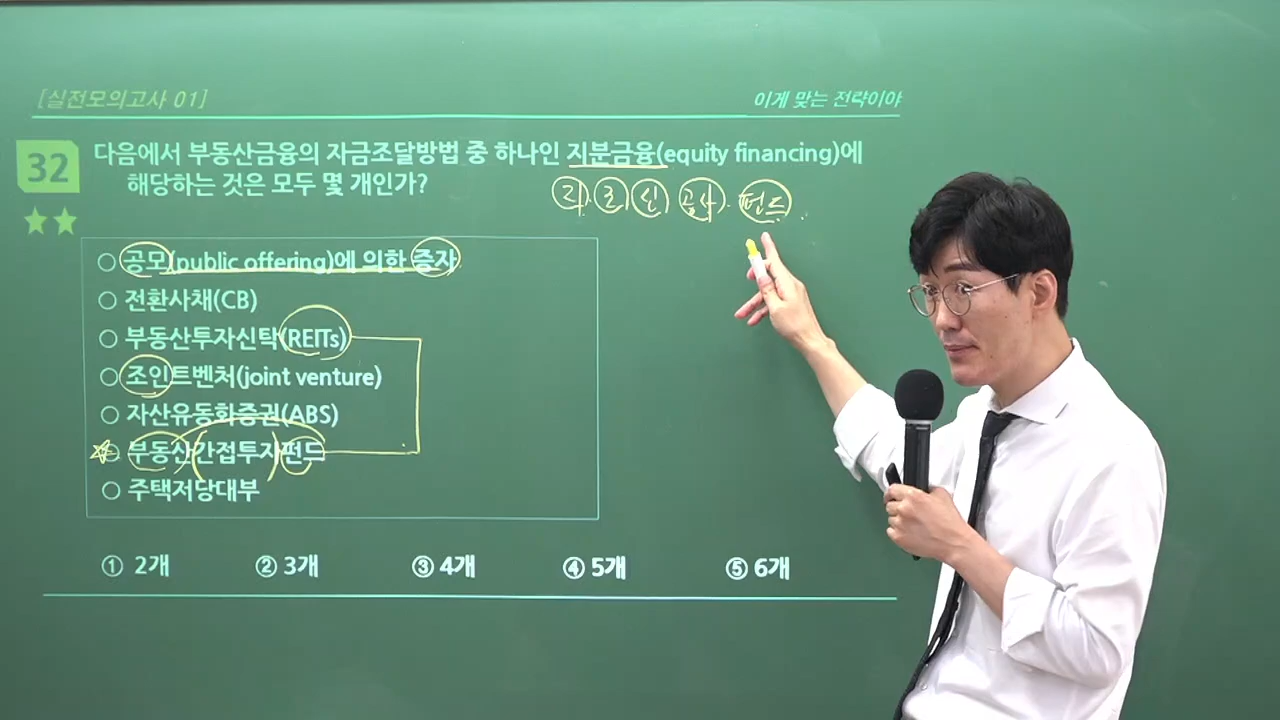 [실전모의고사 01]
이게 맞는 전략이야
32
다음에서 부동산금융의 자금조달방법 중 하나인 지분금융(equity financing)에
해당하는 것은 모두 몇 개인가?
공사 펀드
○ 공모(public offering)에 의한 증자
○ 전환사채(CB)
○ 부동산투자신탁(REITs)
○ 조인트벤처(joint venture)
○ 자산유동화증권(ABS)
○ 부동산간접투자펀드
○ 주택저당대부
① 2개 ② 3개 ③ 4개 ④ 5개 ⑤ 6개